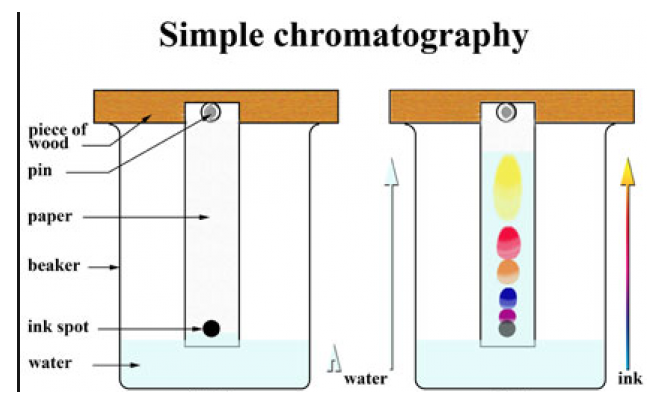 Simple chromatography
piece of
wood
pin
paper
beaker
ink spot
water
water
ink